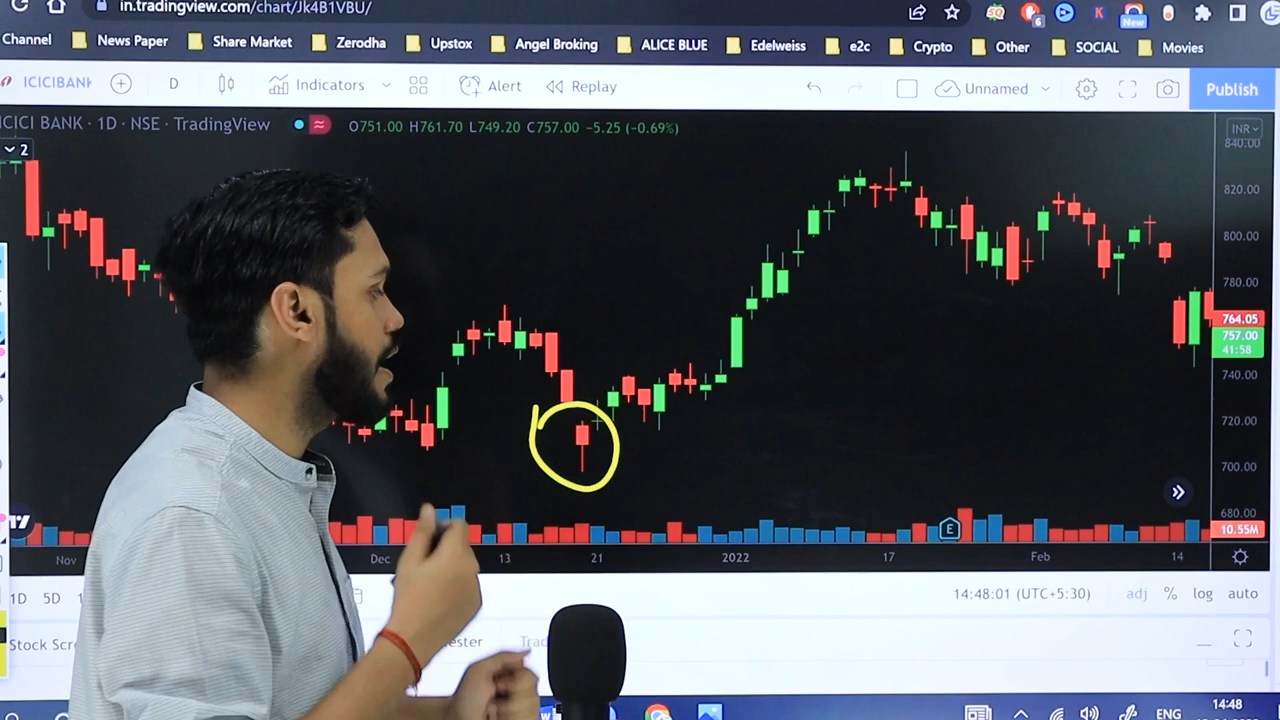 in.tradingview.com/chart/Jk4B1VBU/
6
K
New
Channel News Paper Share Market Zerodha Upstox Angel Broking ALICE BLUE Edelweiss e2c Crypto Other SOCIAL Movies
ICICIBANK D Indicators Alert Replay Unnamed Publish
ICICI BANK · 1D · NSE · TradingView O751.00 H761.70 L749.20 C757.00 −5.25 (−0.69%) INR
2
840.00
820.00
800.00
780.00
764.05
757.00
41:58
740.00
720.00
700.00
680.00
E
10.55M
Nov Dec 13 21 2022 17 Feb 14
1D 5D 14:48:01 (UTC+5:30) adj % log auto
Stock
14:48
ENG